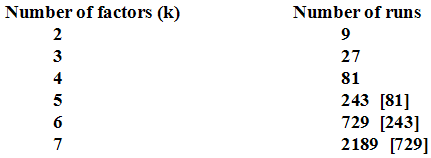 Number of factors (k) Number of runs
2 9
3 27
4 81
5 243 [81]
6 729 [243]
7 2189 [729]